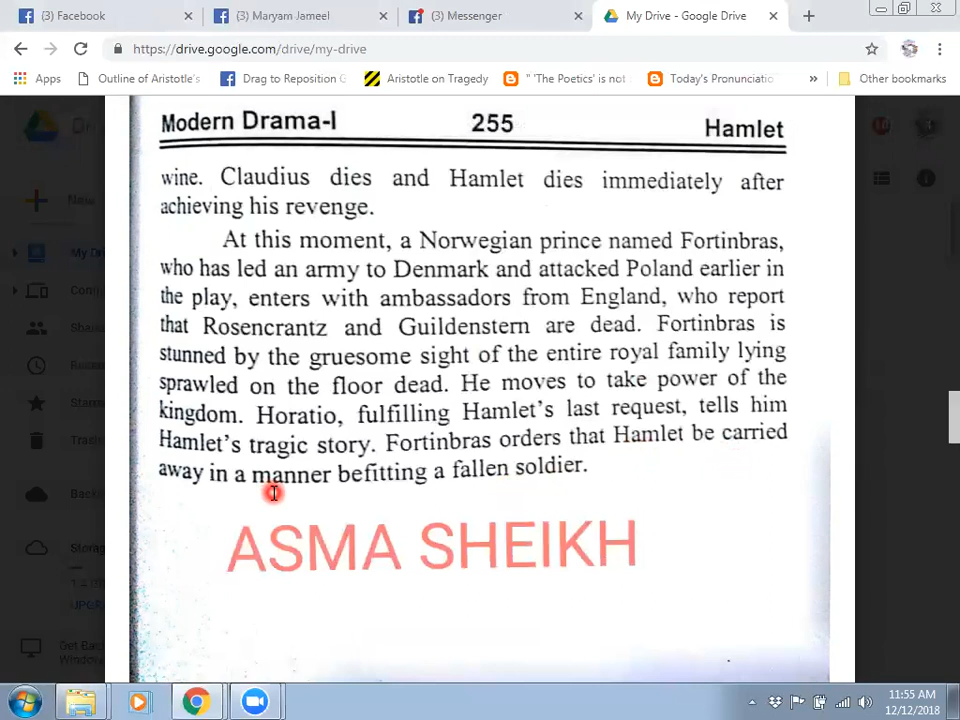 (3) Facebook
(3) Maryam Jameel
(3) Messenger
My Drive - Google Drive
https://drive.google.com/drive/my-drive
Apps
Outline of Aristotle's
Drag to Reposition
Aristotle on Tragedy
" 'The Poetics' is not
Today's Pronunciatio
»
Other bookmarks
Modern Drama-I 255 Hamlet
wine. Claudius dies and Hamlet dies immediately after
achieving his revenge.
At this moment, a Norwegian prince named Fortinbras,
who has led an army to Denmark and attacked Poland earlier in
the play, enters with ambassadors from England, who report
that Rosencrantz and Guildenstern are dead. Fortinbras is
stunned by the gruesome sight of the entire royal family lying
sprawled on the floor dead. He moves to take power of the
kingdom. Horatio, fulfilling Hamlet's last request, tells him
Hamlet's tragic story. Fortinbras orders that Hamlet be carried
away in a manner befitting a fallen soldier.
ASMA SHEIKH
My Dr
Storag
Get Bac
Window
11:55 AM
12/12/2018